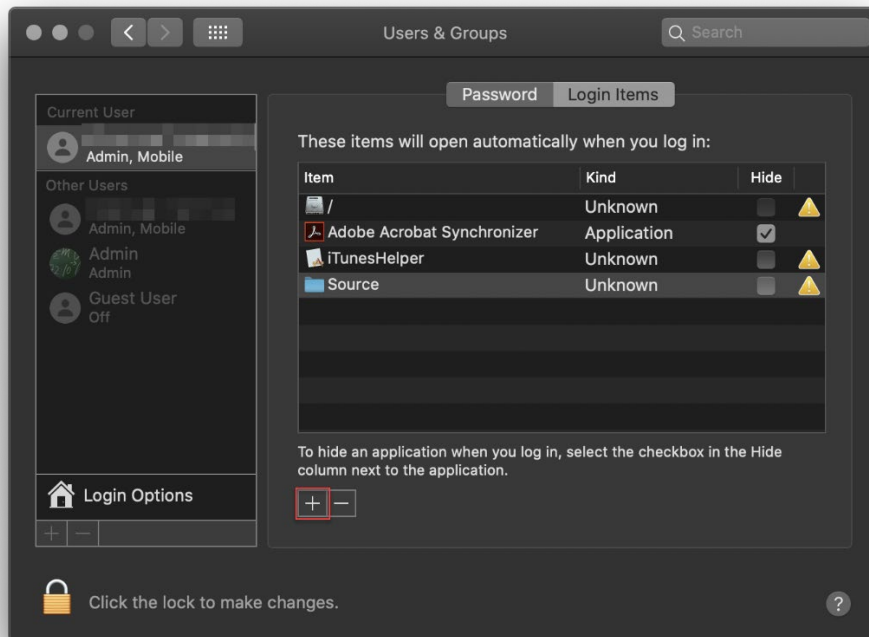 Users & Groups
Search
Current User
Admin, Mobile
Other Users
Admin, Mobile
Admin
Admin
Guest User
Off
Login Options
Password
Login Items
These items will open automatically when you log in:
Item Kind Hide
/ Unknown
Adobe Acrobat Synchronizer Application
iTunesHelper Unknown
Source Unknown
To hide an application when you log in, select the checkbox in the Hide
column next to the application.
Click the lock to make changes.
?